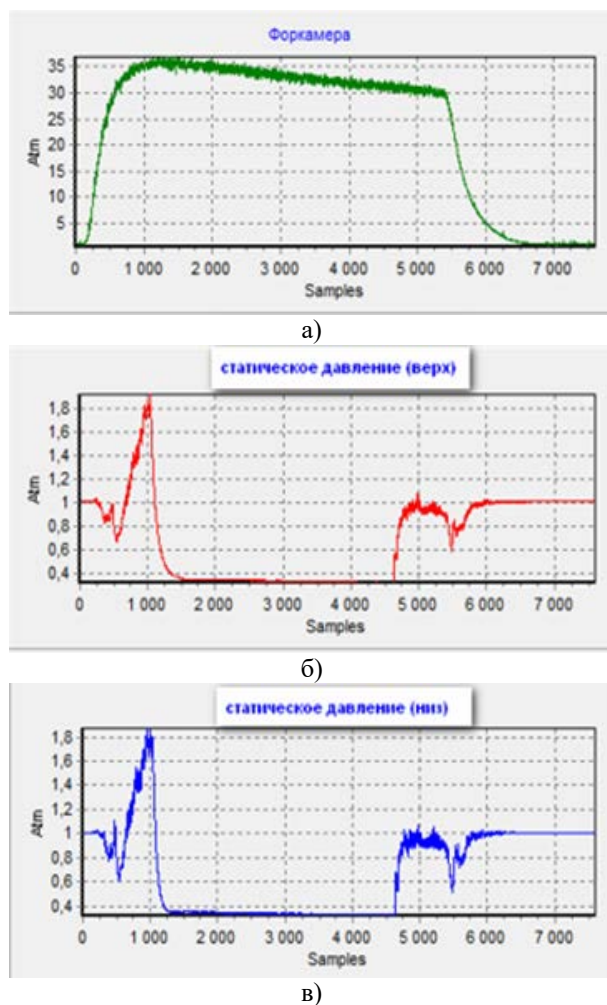 Форкамера
35
30
25
20
15
10
5
Atm
0 1 000 2 000 3 000 4 000 5 000 6 000 7 000
Samples
а)
статическое давление (верх)
1,8
1,6
1,4
1,2
1
0,8
0,6
0,4
Atm
0 1 000 2 000 3 000 4 000 5 000 6 000 7 000
Samples
б)
статическое давление (низ)
1,8
1,6
1,4
1,2
1
0,8
0,6
0,4
Atm
0 1 000 2 000 3 000 4 000 5 000 6 000 7 000
Samples
в)